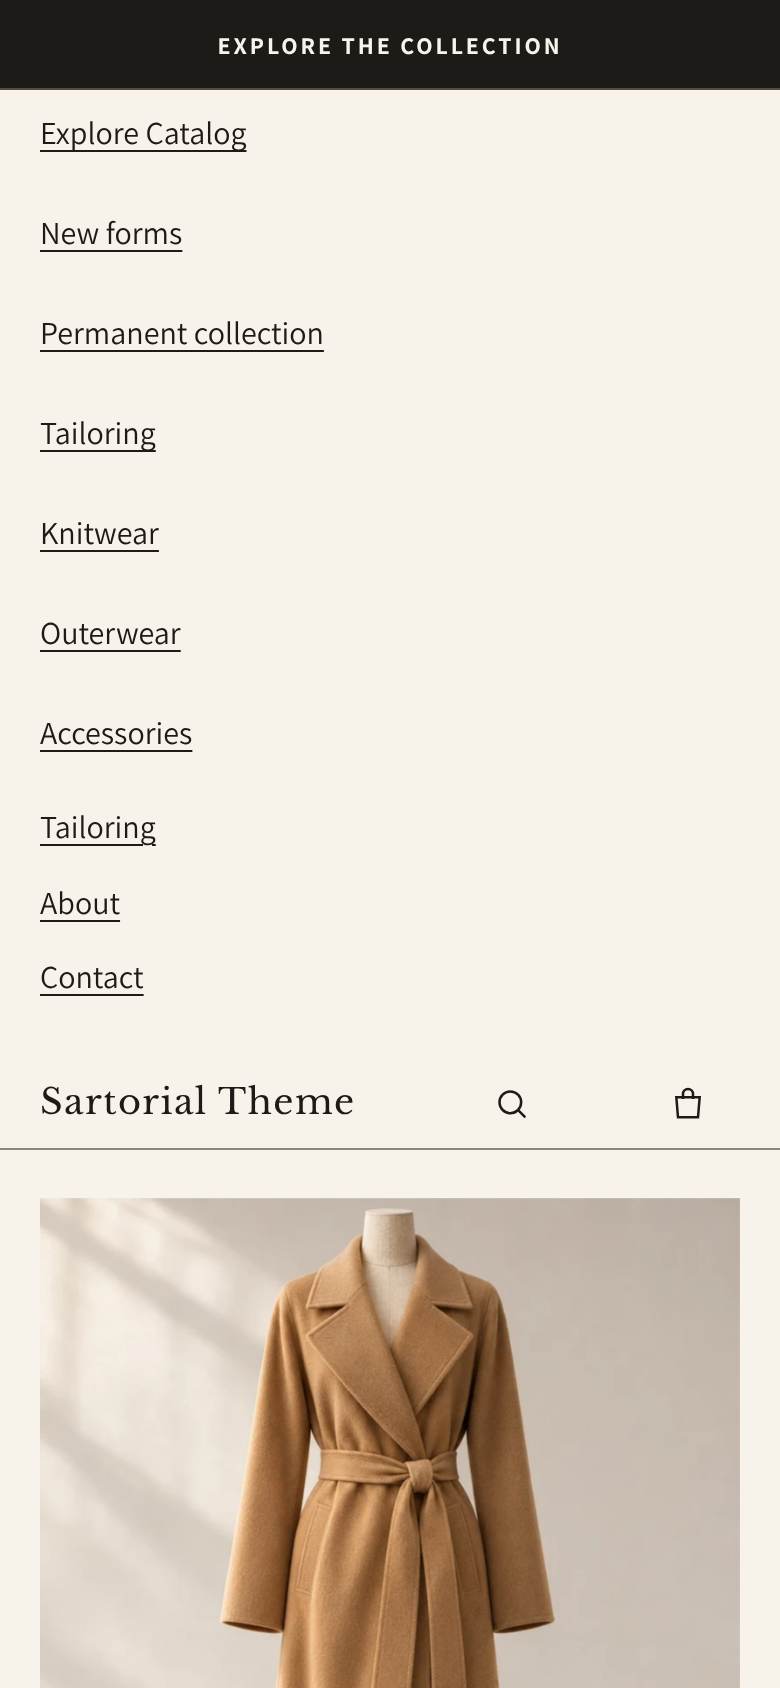 EXPLORE THE COLLECTION
Explore Catalog
New forms
Permanent collection
Tailoring
Knitwear
Outerwear
Accessories
Tailoring
About
Contact
Sartorial Theme